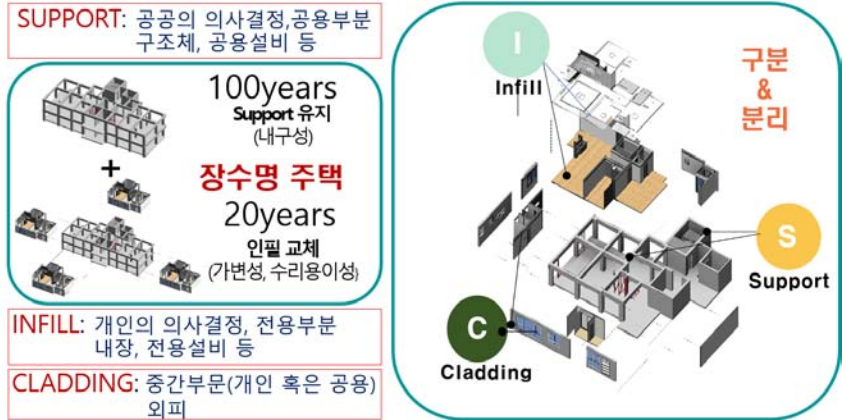 SUPPORT: 공공의 의사결정,공용부분
구조체, 공용설비 등
100years
Support 유지
(내구성)
+
장수명 주택
20years
인필 교체
(가변성, 수리용이성}
INFILL: 개인의 의사결정, 전용부분
내장, 전용설비 등
CLADDING: 중간부문(개인 혹은 공용)
외피
I
Infill
구분
&
분리
S
Support
C
Cladding